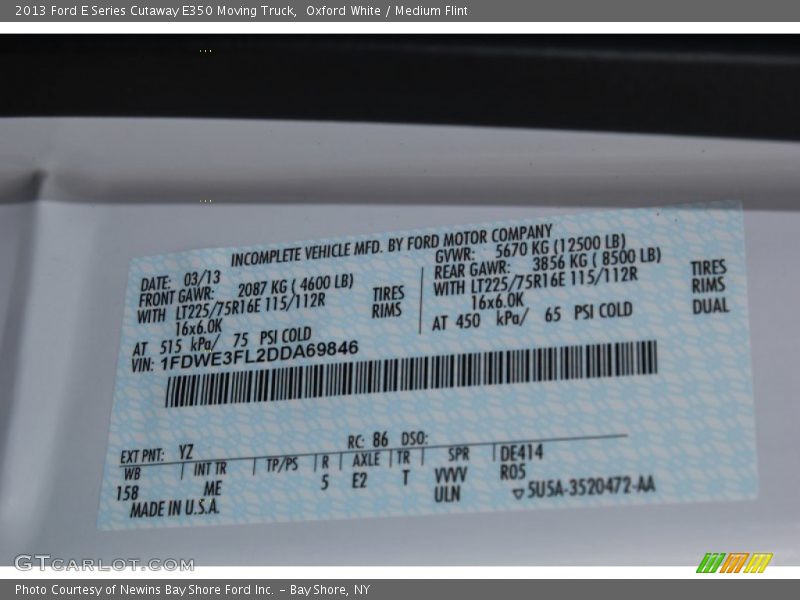 2013 Ford E Series Cutaway E350 Moving Truck, Oxford White / Medium Flint
INCOMPLETE VEHICLE MFD. BY FORD MOTOR COMPANY
DATE: 03/13
FRONT GAWR: 2087 KG ( 4600 LB)
WITH LT225/75R16E 115/112R TIRES
16x6.0K RIMS
AT 515 kPa/ 75 PSI COLD
GVWR: 5670 KG (12500 LB)
REAR GAWR: 3856 KG ( 8500 LB)
WITH LT225/75R16E 115/112R TIRES
16x6.0K RIMS
AT 450 kPa/ 65 PSI COLD DUAL
VIN: 1FDWE3FL2DDA69846
EXT PNT: YZ RC: 86 DSO:
WB INT TR TP/PS R AXLE TR SPR DE414
158 ME 5 E2 T VVVV R05
MADE IN U.S.A. ULN 5U5A-3520472-AA
GTCarLot.com
Photo Courtesy of Newins Bay Shore Ford Inc. – Bay Shore, NY